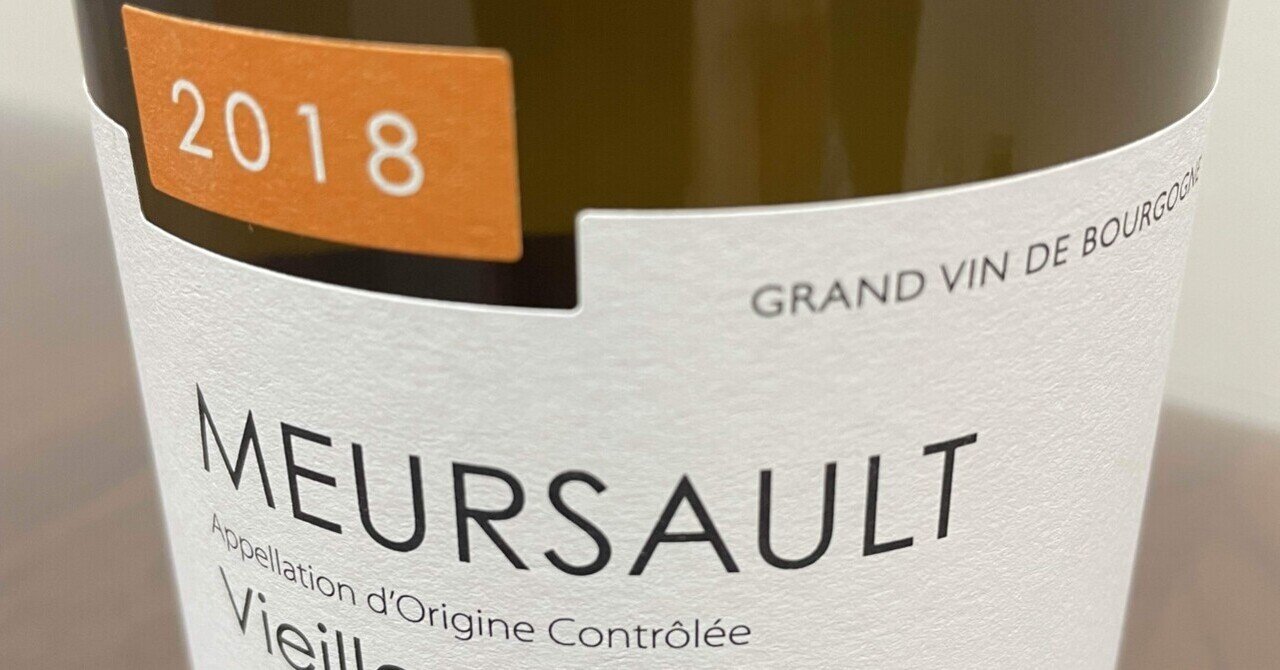 2018
GRAND VIN DE BOURGOGNE
MEURSAULT
Appellation d'Origine Contrôlée